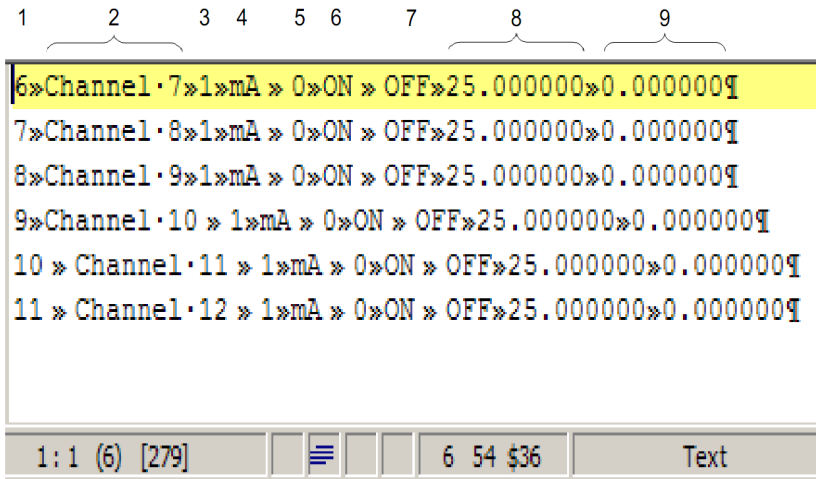 1 2 3 4 5 6 7 8 9
6»Channel·7»1»mA » 0»ON » OFF»25.000000»0.000000¶
7»Channel·8»1»mA » 0»ON » OFF»25.000000»0.000000¶
8»Channel·9»1»mA » 0»ON » OFF»25.000000»0.000000¶
9»Channel·10 » 1»mA » 0»ON » OFF»25.000000»0.000000¶
10 » Channel·11 » 1»mA » 0»ON » OFF»25.000000»0.000000¶
11 » Channel·12 » 1»mA » 0»ON » OFF»25.000000»0.000000¶
1:1 (6) [279] 6 54 $36 Text